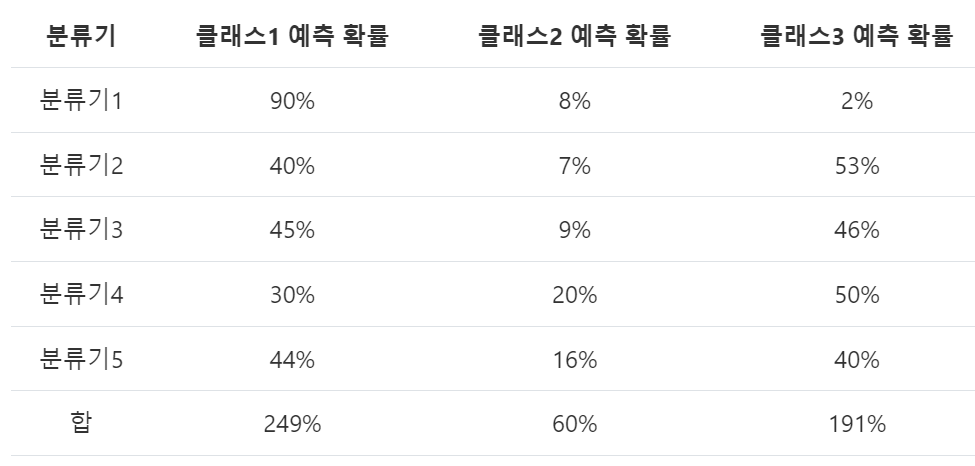 분류기 클래스1 예측 확률 클래스2 예측 확률 클래스3 예측 확률
분류기1 90% 8% 2%
분류기2 40% 7% 53%
분류기3 45% 9% 46%
분류기4 30% 20% 50%
분류기5 44% 16% 40%
합 249% 60% 191%